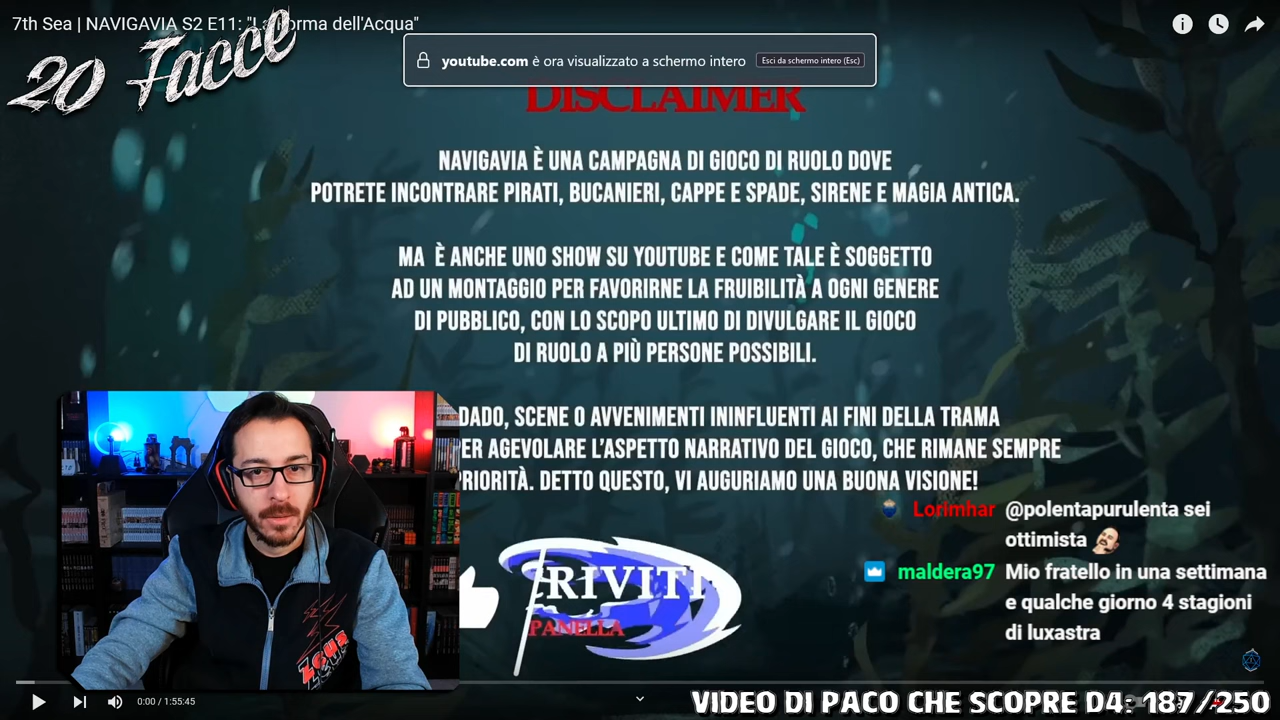 7th Sea | NAVIGAVIA S2 E11: "La Forma dell'Acqua"
20 Facce
youtube.com è ora visualizzato a schermo intero
Esci da schermo intero (Esc)
DISCLAIMER
NAVIGAVIA È UNA CAMPAGNA DI GIOCO DI RUOLO DOVE
POTRETE INCONTRARE PIRATI, BUCANIERI, CAPPE E SPADE, SIRENE E MAGIA ANTICA.
MA È ANCHE UNO SHOW SU YOUTUBE E COME TALE È SOGGETTO
AD UN MONTAGGIO PER FAVORIRNE LA FRUIBILITÀ A OGNI GENERE
DI PUBBLICO, CON LO SCOPO ULTIMO DI DIVULGARE IL GIOCO
DI RUOLO A PIÙ PERSONE POSSIBILI.
DADO, SCENE O AVVENIMENTI ININFLUENTI AI FINI DELLA TRAMA
PER AGEVOLARE L'ASPETTO NARRATIVO DEL GIOCO, CHE RIMANE SEMPRE
PRIORITÀ. DETTO QUESTO, VI AUGURIAMO UNA BUONA VISIONE!
Lorimhar @polentapurulenta sei
ottimista
maldera97 Mio fratello in una settimana
e qualche giorno 4 stagioni
di luxastra
PANELLA
0:00 / 1:55:45
VIDEO DI PACO CHE SCOPRE D4: 187/250